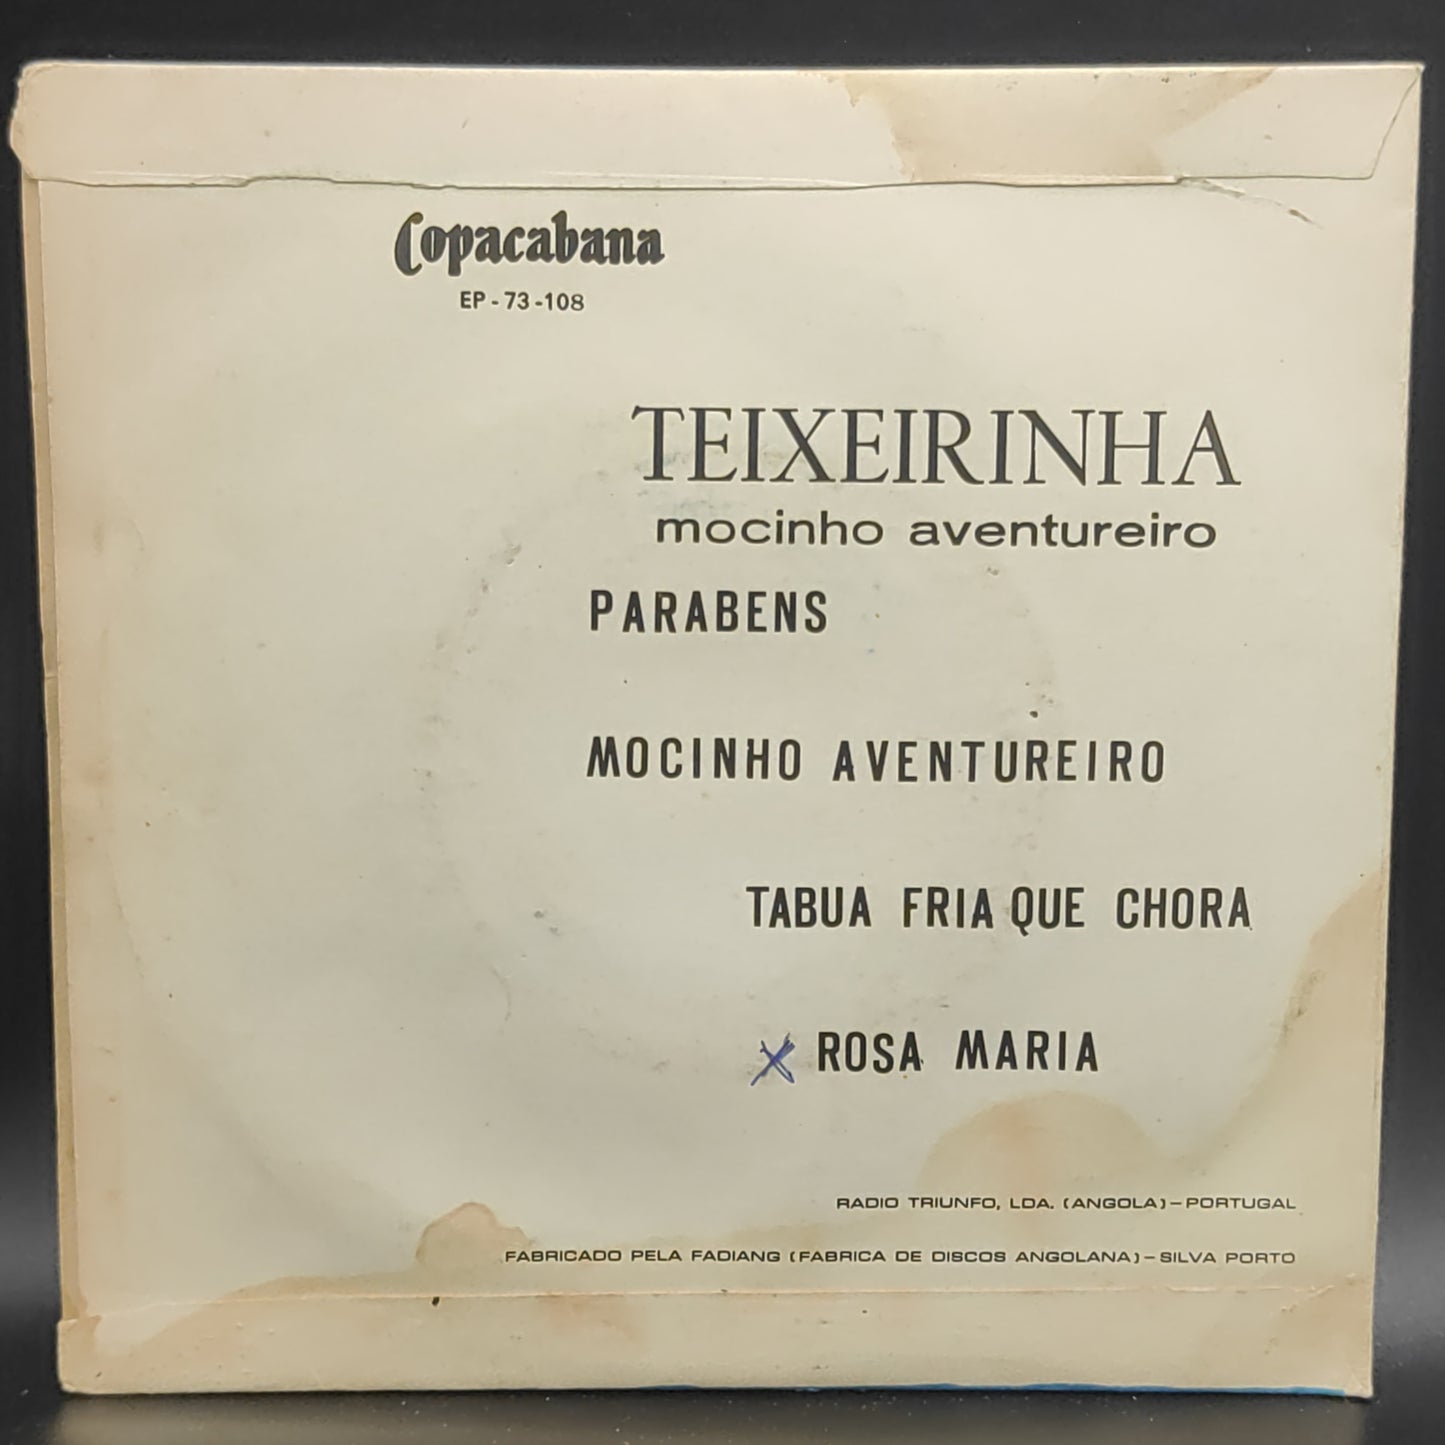 Copacabana
EP-73-108
TEIXEIRINHA
mocinho aventureiro
PARABENS
MOCINHO AVENTUREIRO
TABUA FRIA QUE CHORA
X ROSA MARIA
RADIO TRIUNFO, LDA. (ANGOLA)-PORTUGAL
FABRICADO PELA FADIANG (FABRICA DE DISCOS ANGOLANA)-SILVA PORTO